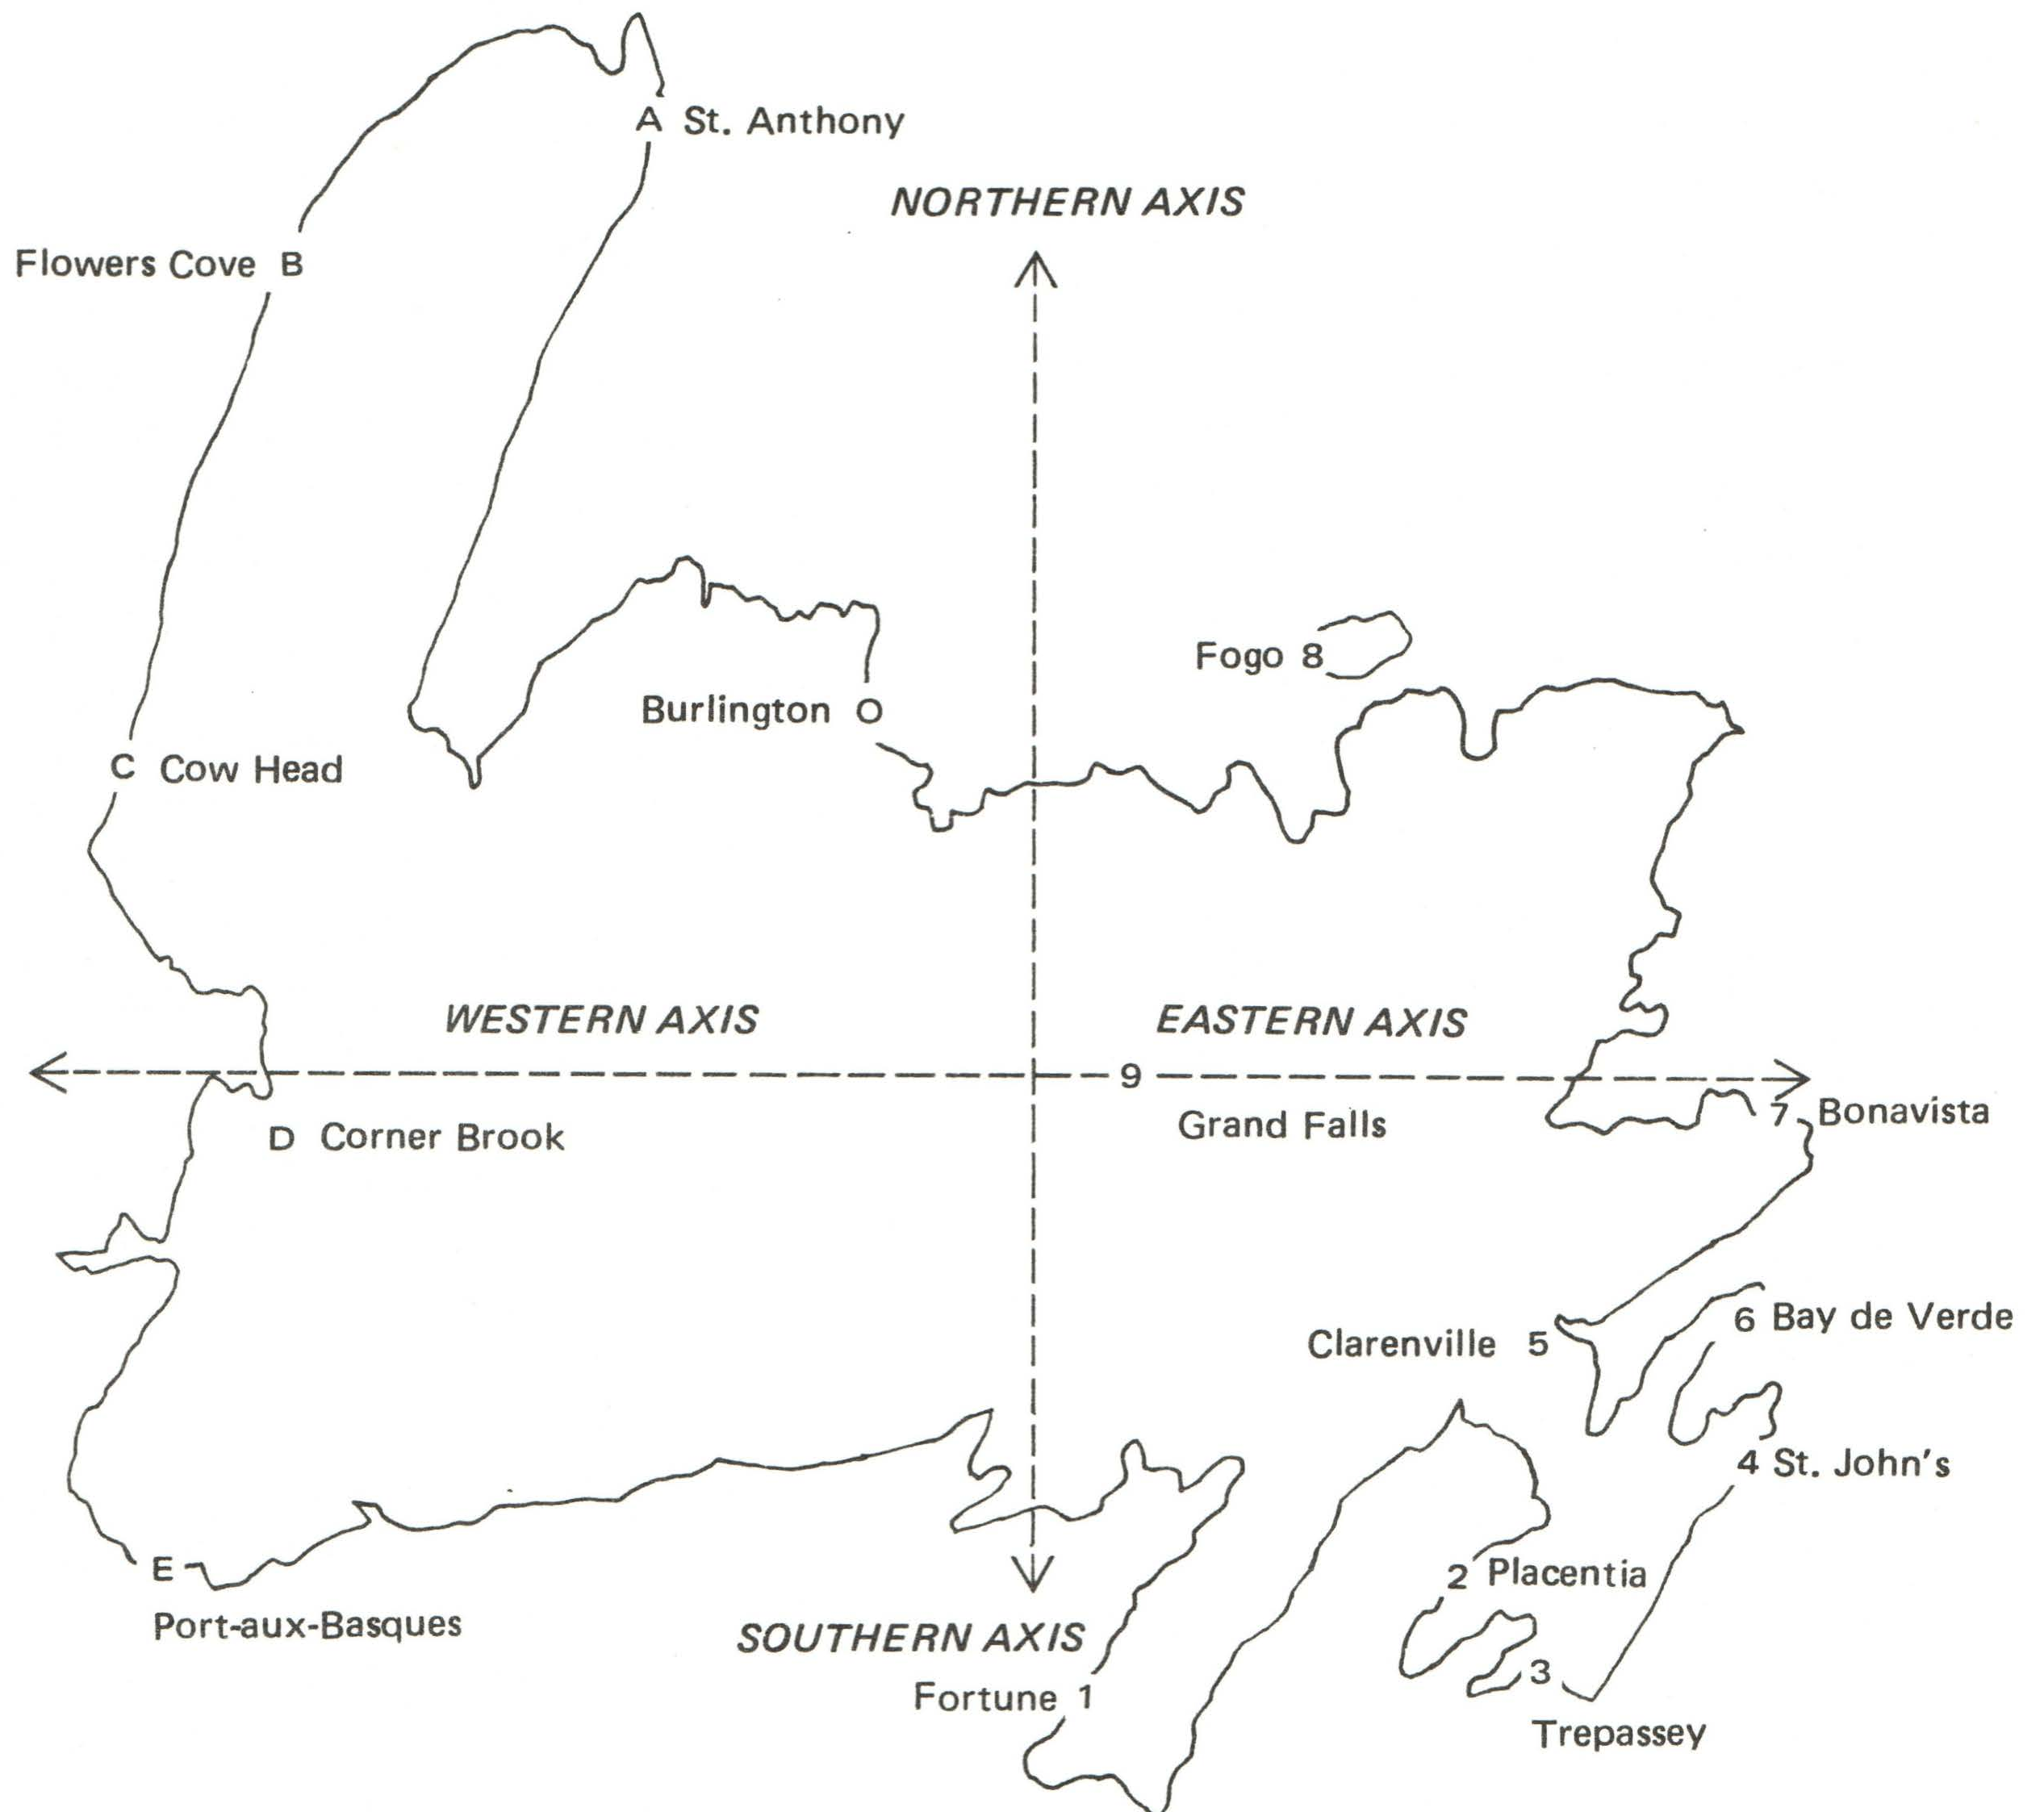 A St. Anthony
NORTHERN AXIS
Flowers Cove B
Fogo 8
Burlington O
C Cow Head
WESTERN AXIS
EASTERN AXIS
9
Grand Falls
7 Bonavista
D Corner Brook
6 Bay de Verde
Clarenville 5
4 St. John's
E
Port-aux-Basques
2 Placentia
SOUTHERN AXIS
3
Fortune 1
Trepassey